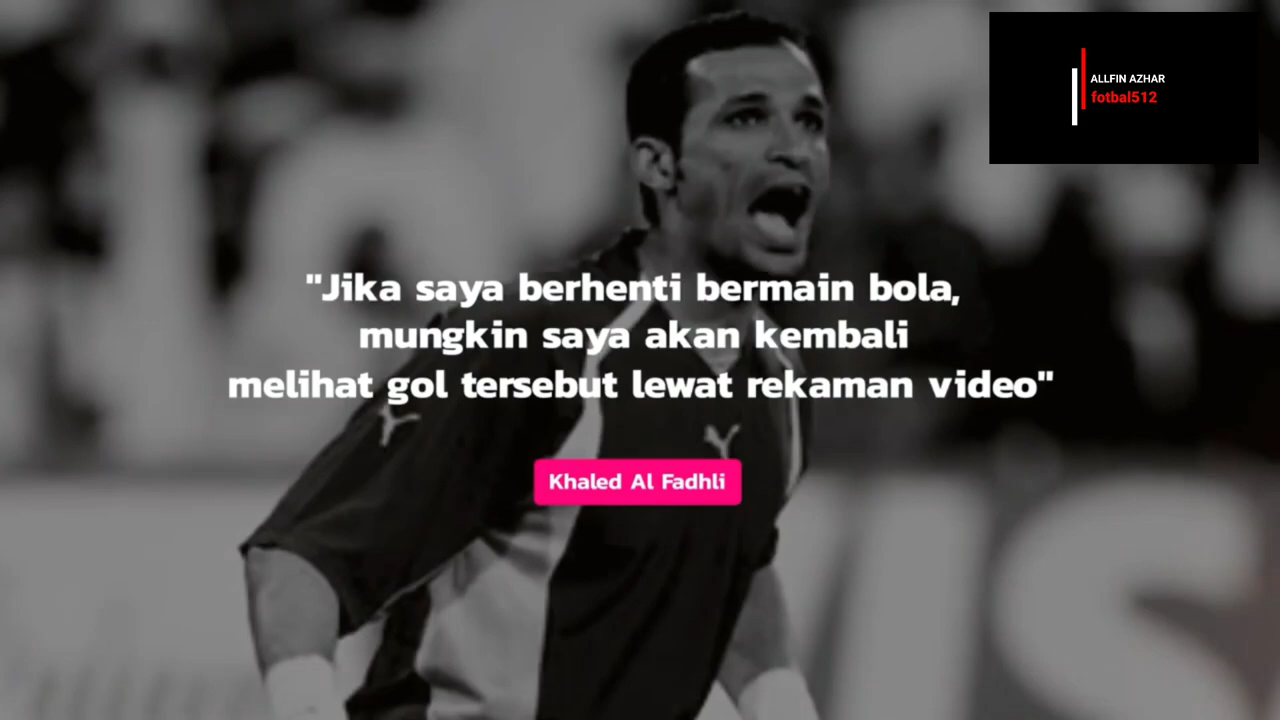 ALLFIN AZHAR
fotbal512
"Jika saya berhenti bermain bola,
mungkin saya akan kembali
melihat gol tersebut lewat rekaman video"
Khaled Al Fadhli